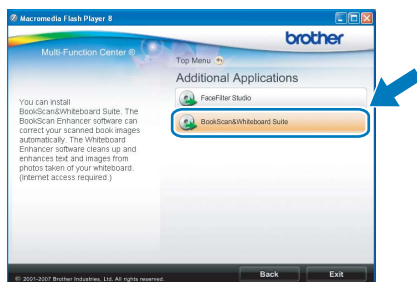 Macromedia Flash Player 8
brother
Multi-Function Center ®
Top Menu
Additional Applications
FaceFilter Studio
BookScan&Whiteboard Suite
You can install
BookScan&Whiteboard Suite. The
BookScan Enhancer software can
correct your scanned book images
automatically. The Whiteboard
Enhancer software cleans up and
enhances text and images from
photos taken of your whiteboard.
(Internet access required.)
© 2001-2007 Brother Industries, Ltd. All rights reserved.
Back
Exit